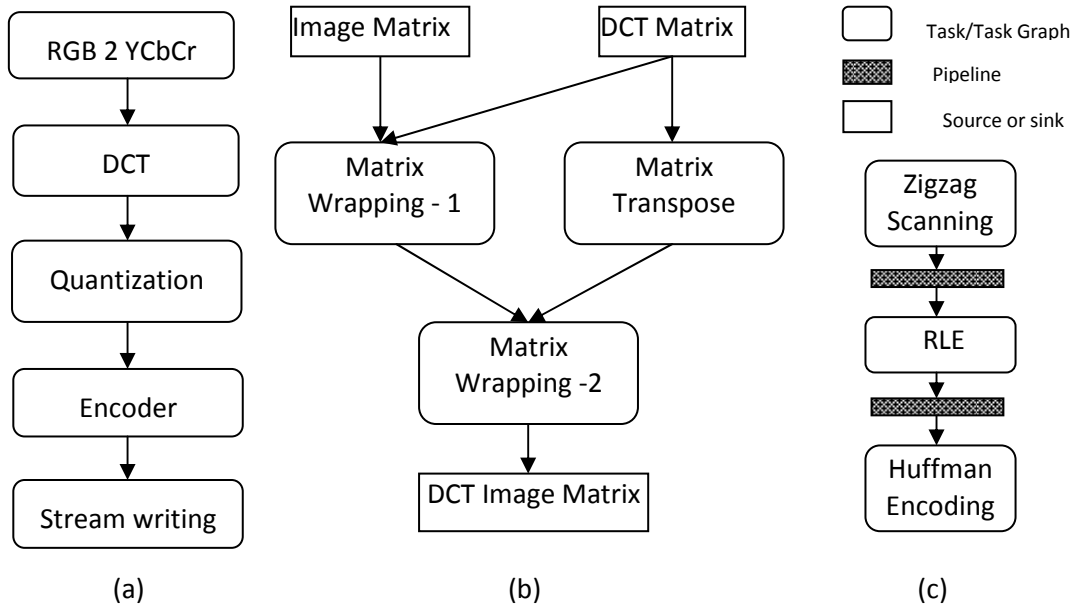 RGB 2 YCbCr
DCT
Quantization
Encoder
Stream writing
(a)
Image Matrix
DCT Matrix
Matrix
Wrapping - 1
Matrix
Transpose
Matrix
Wrapping -2
DCT Image Matrix
(b)
Task/Task Graph
Pipeline
Source or sink
Zigzag
Scanning
RLE
Huffman
Encoding
(c)